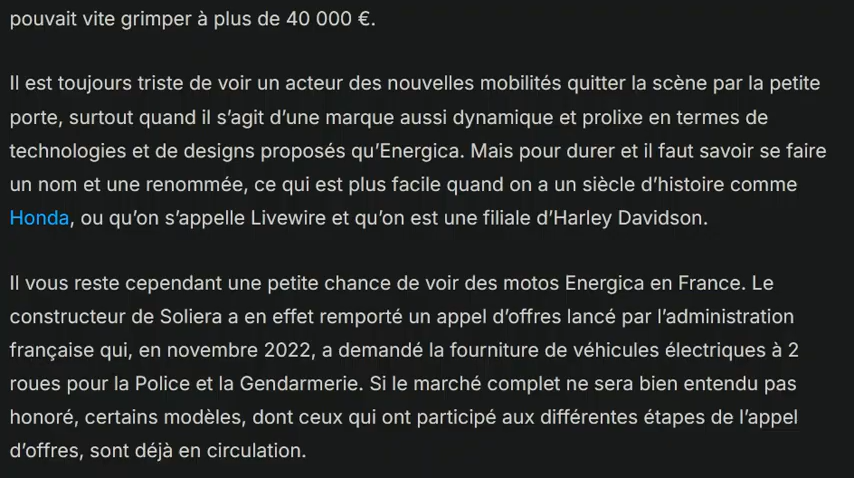 pouvait vite grimper à plus de 40 000 €.
Il est toujours triste de voir un acteur des nouvelles mobilités quitter la scène par la petite
porte, surtout quand il s’agit d’une marque aussi dynamique et prolixe en termes de
technologies et de designs proposés qu’Energica. Mais pour durer et il faut savoir se faire
un nom et une renommée, ce qui est plus facile quand on a un siècle d’histoire comme
Honda, ou qu’on s’appelle Livewire et qu’on est une filiale d’Harley Davidson.
Il vous reste cependant une petite chance de voir des motos Energica en France. Le
constructeur de Soliera a en effet remporté un appel d’offres lancé par l’administration
française qui, en novembre 2022, a demandé la fourniture de véhicules électriques à 2
roues pour la Police et la Gendarmerie. Si le marché complet ne sera bien entendu pas
honoré, certains modèles, dont ceux qui ont participé aux différentes étapes de l’appel
d’offres, sont déjà en circulation.